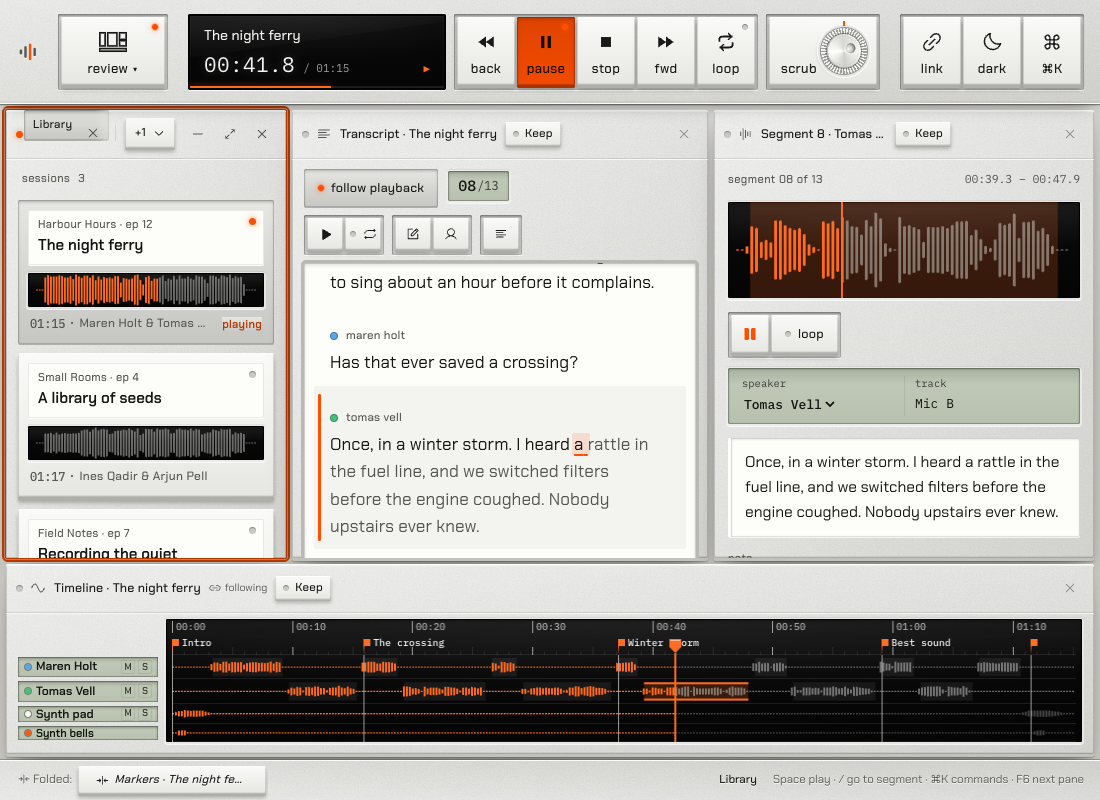 review ▾
The night ferry
00:41.8 / 01:15
back
pause
stop
fwd
loop
scrub
link
dark
⌘
⌘K
Library
+1
Transcript · The night ferry
Keep
Segment 8 · Tomas ...
Keep
sessions 3
Harbour Hours · ep 12
The night ferry
01:15 · Maren Holt & Tomas ...
playing
Small Rooms · ep 4
A library of seeds
01:17 · Ines Qadir & Arjun Pell
Field Notes · ep 7
Recording the quiet
follow playback
08/13
to sing about an hour before it complains.
maren holt
Has that ever saved a crossing?
tomas vell
Once, in a winter storm. I heard a rattle in
the fuel line, and we switched filters
before the engine coughed. Nobody
upstairs ever knew.
segment 08 of 13
00:39.3 – 00:47.9
loop
speaker
Tomas Vell
track
Mic B
Once, in a winter storm. I heard a rattle in the
fuel line, and we switched filters before the
engine coughed. Nobody upstairs ever knew.
note
Timeline · The night ferry
following
Keep
00:00
00:10
00:20
00:30
00:40
00:50
01:00
01:10
Intro
The crossing
Winter
orm
Best sound
Maren Holt M S
Tomas Vell M S
Synth pad M S
Synth bells
Folded:
Markers · The night fe...
Library
Space play · / go to segment · ⌘K commands · F6 next pane